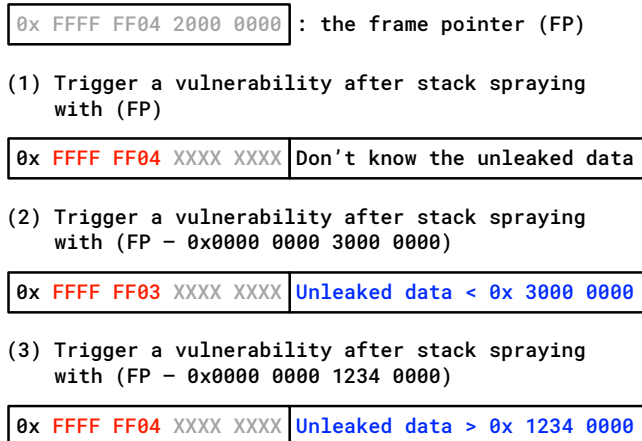 0x FFFF FF04 2000 0000 : the frame pointer (FP)
(1) Trigger a vulnerability after stack spraying
with (FP)
0x FFFF FF04 XXXX XXXX Don't know the unleaked data
(2) Trigger a vulnerability after stack spraying
with (FP – 0x0000 0000 3000 0000)
0x FFFF FF03 XXXX XXXX Unleaked data < 0x 3000 0000
(3) Trigger a vulnerability after stack spraying
with (FP – 0x0000 0000 1234 0000)
0x FFFF FF04 XXXX XXXX Unleaked data > 0x 1234 0000